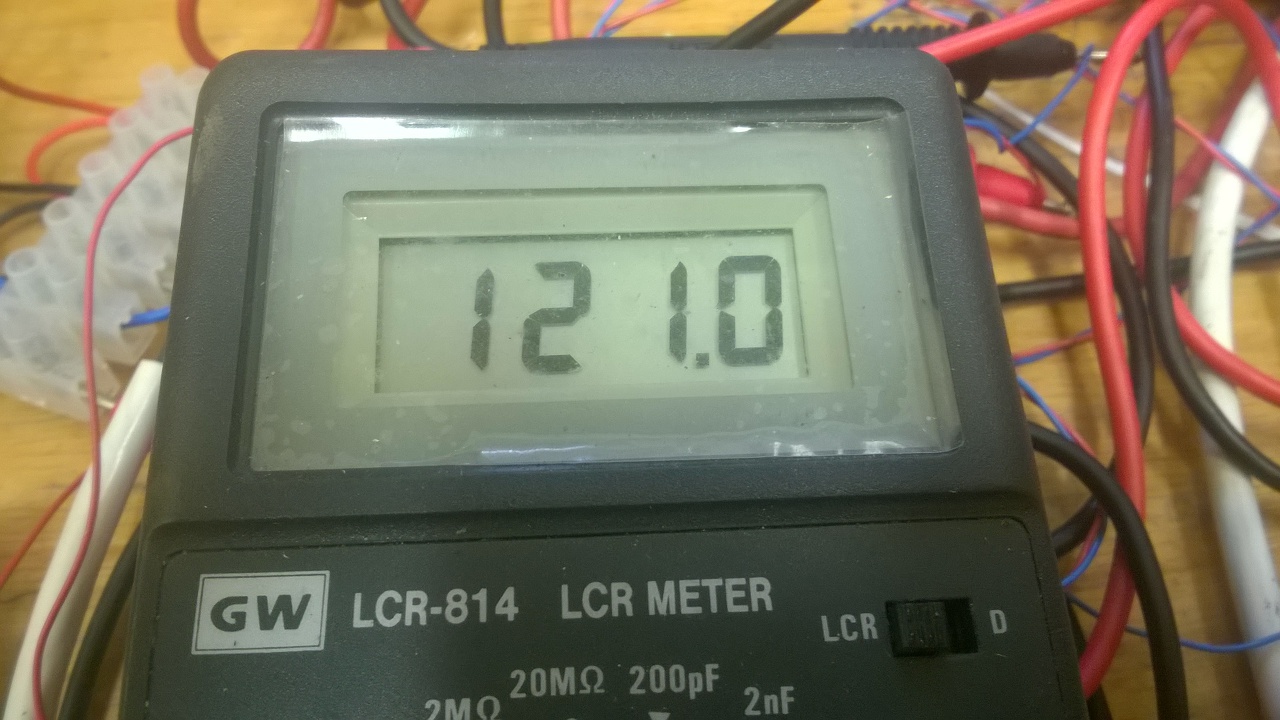 121.0
GW LCR-814 LCR METER
LCR D
20MΩ 200pF
2MΩ 2nF